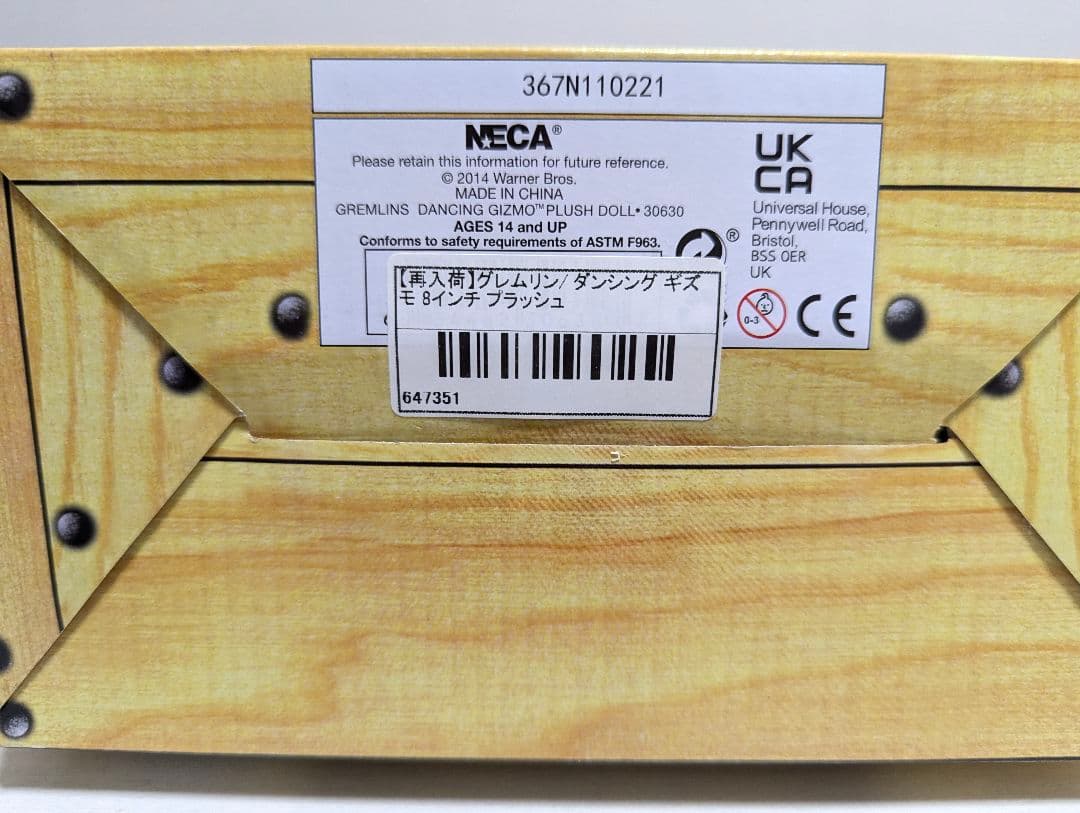 367N110221
NECA®
Please retain this information for future reference.
© 2014 Warner Bros.
MADE IN CHINA
GREMLINS DANCING GIZMO™ PLUSH DOLL • 30630
AGES 14 and UP
Conforms to safety requirements of ASTM F963.
®
UK
CA
Universal House,
Pennywell Road,
Bristol,
BS5 0ER
UK
0-3
CE
【再入荷】グレムリン/ ダンシング ギズ
モ 8インチ プラッシュ
647351